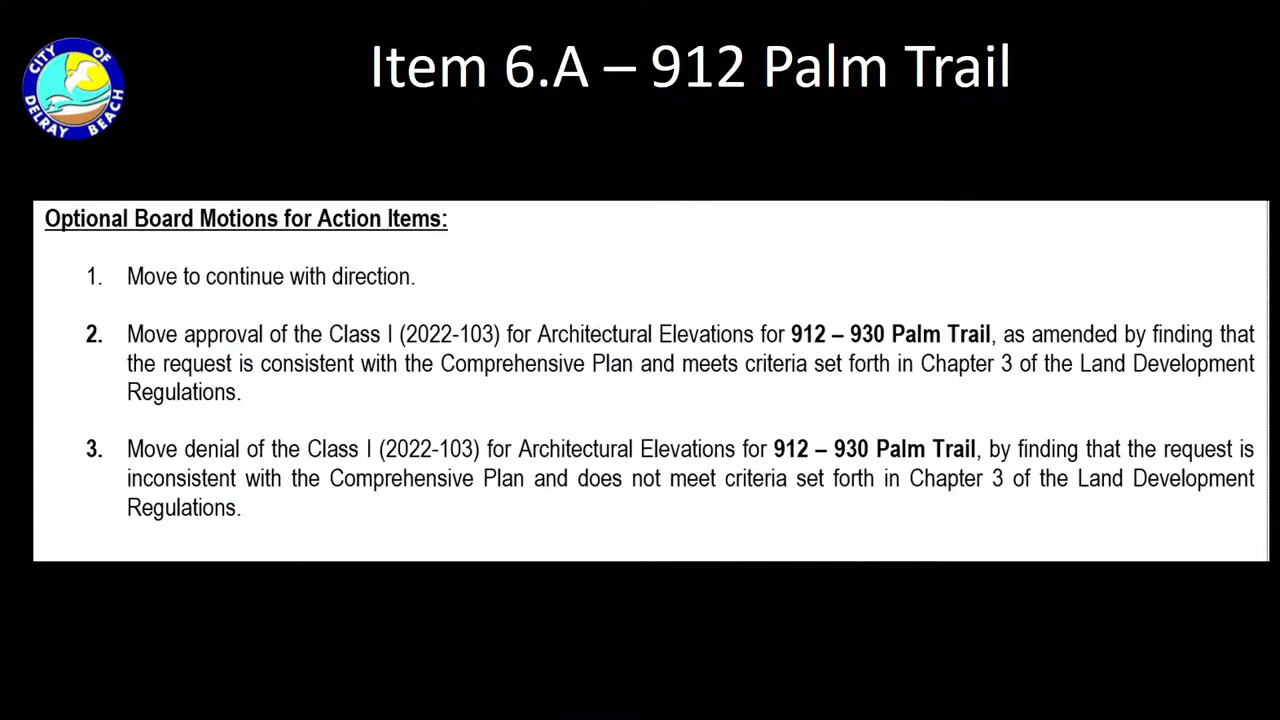 CITY OF
DELRAY BEACH
Item 6.A – 912 Palm Trail
Optional Board Motions for Action Items:
1. Move to continue with direction.
2. Move approval of the Class I (2022-103) for Architectural Elevations for 912 – 930 Palm Trail, as amended by finding that
the request is consistent with the Comprehensive Plan and meets criteria set forth in Chapter 3 of the Land Development
Regulations.
3. Move denial of the Class I (2022-103) for Architectural Elevations for 912 – 930 Palm Trail, by finding that the request is
inconsistent with the Comprehensive Plan and does not meet criteria set forth in Chapter 3 of the Land Development
Regulations.